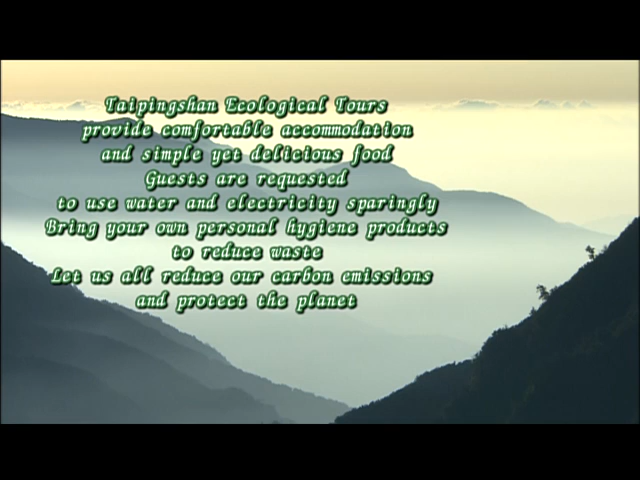 Taipingshan Ecological Tours
provide comfortable accommodation
and simple yet delicious food
Guests are requested
to use water and electricity sparingly
Bring your own personal hygiene products
to reduce waste
Let us all reduce our carbon emissions
and protect the planet